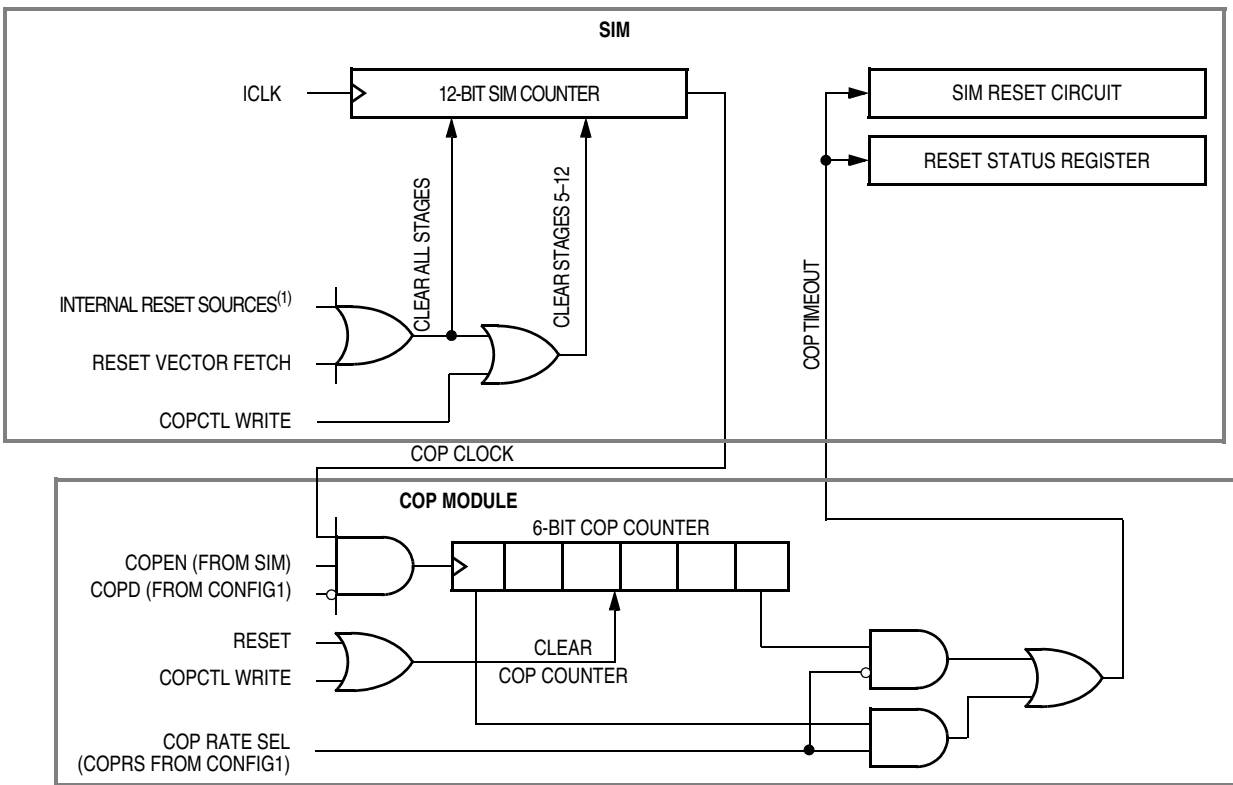 SIM
ICLK
12-BIT SIM COUNTER
SIM RESET CIRCUIT
RESET STATUS REGISTER
CLEAR ALL STAGES
CLEAR STAGES 5–12
COP TIMEOUT
INTERNAL RESET SOURCES(1)
RESET VECTOR FETCH
COPCTL WRITE
COP CLOCK
COP MODULE
6-BIT COP COUNTER
COPEN (FROM SIM)
COPD (FROM CONFIG1)
RESET
COPCTL WRITE
CLEAR
COP COUNTER
COP RATE SEL
(COPRS FROM CONFIG1)